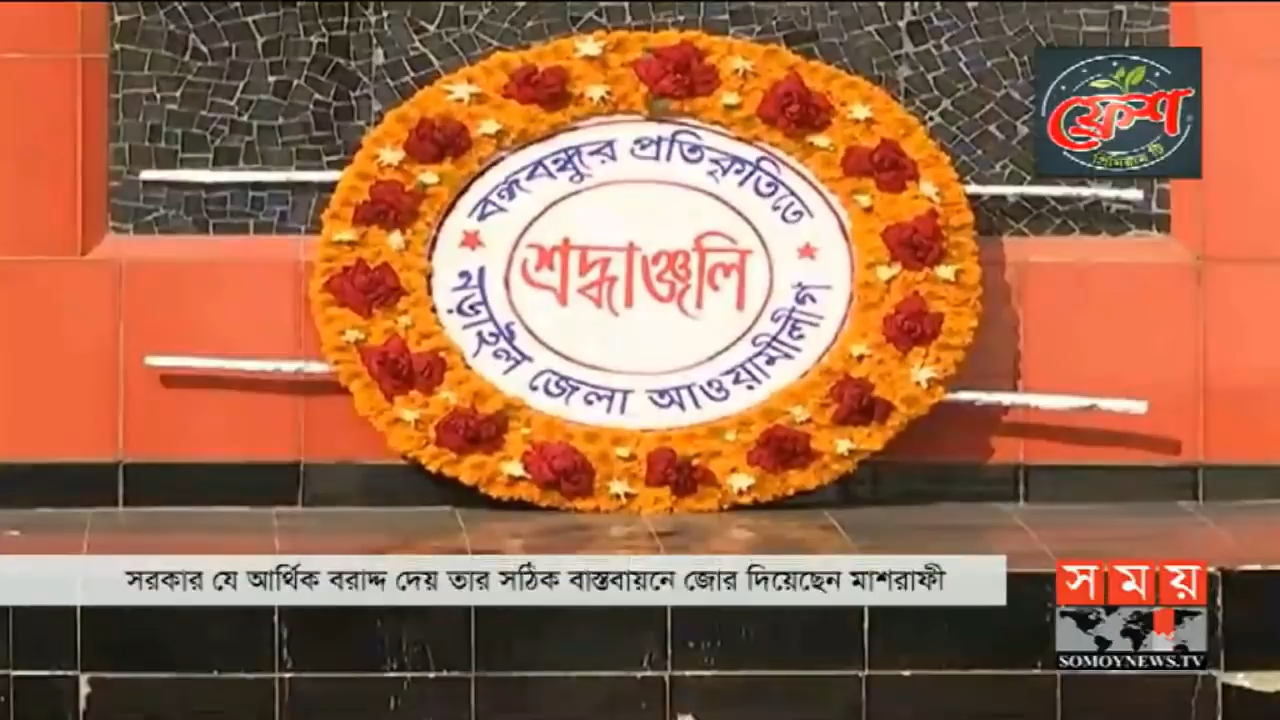 ফ্রেশ
প্রিমিয়াম টি
বঙ্গবন্ধুর প্রতিকৃতিতে
শ্রদ্ধাঞ্জলি
নড়াইল জেলা আওয়ামীলীগ
সরকার যে আর্থিক বরাদ্দ দেয় তার সঠিক বাস্তবায়নে জোর দিয়েছেন মাশরাফী
সময়
SOMOYNEWS.TV